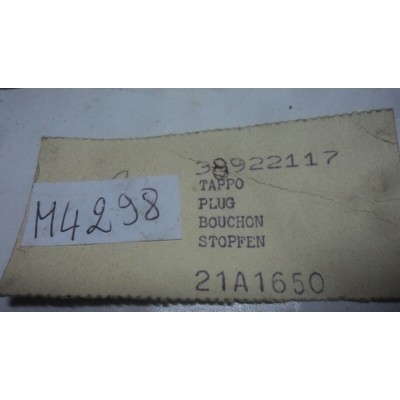 38922117
TAPPO
PLUG
BOUCHON
STOPFEN
21A1650
M4298